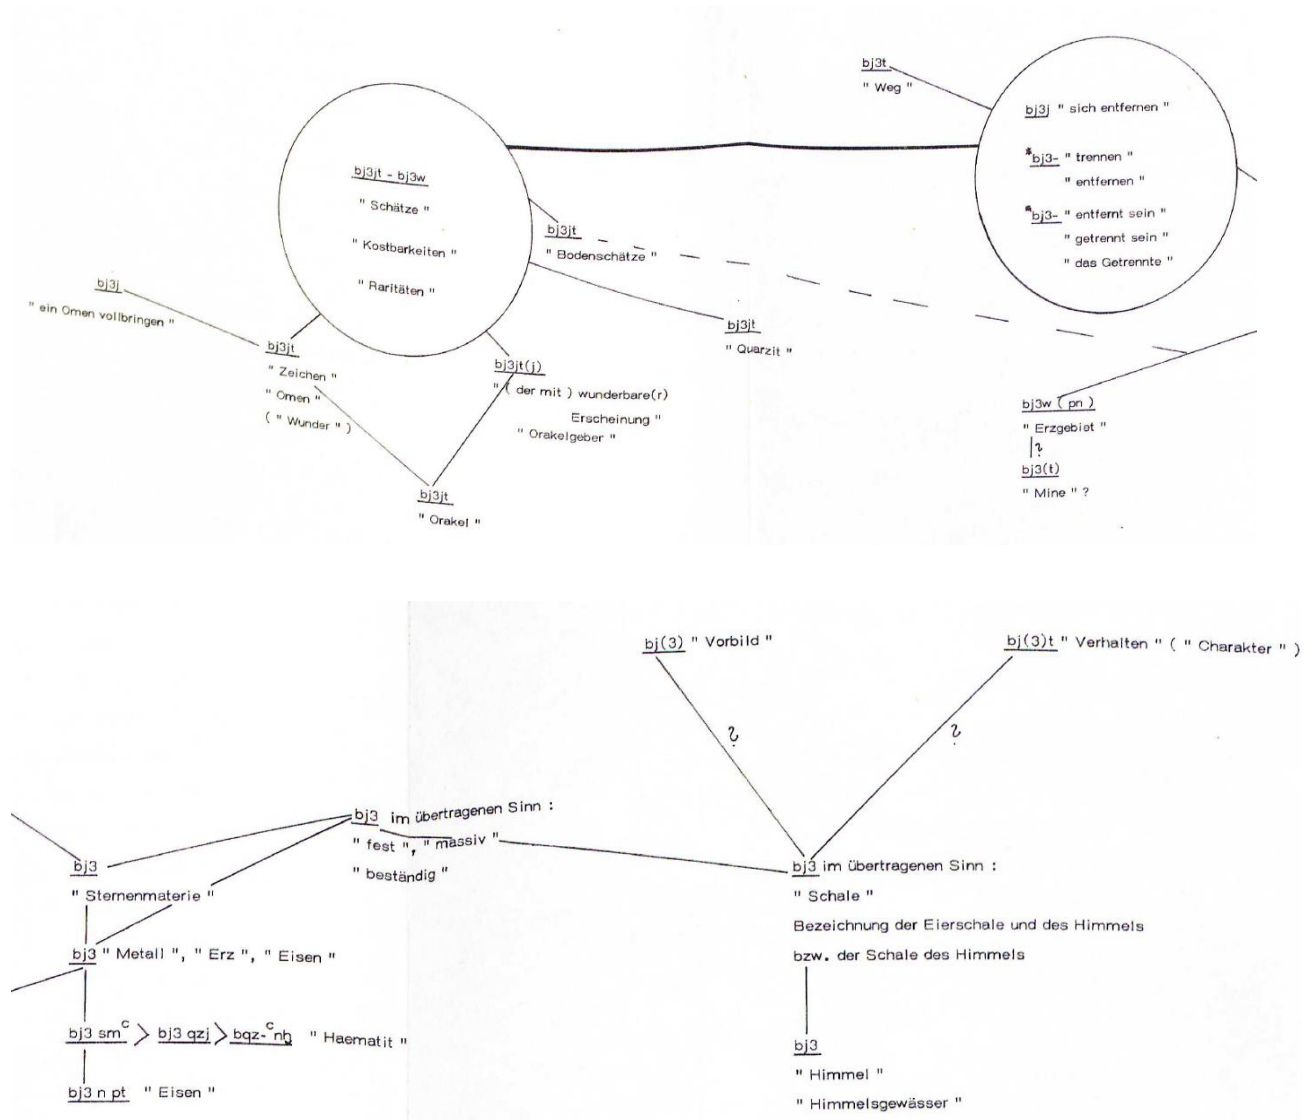 bj3t
" Weg "
bj3j " sich entfernen "
*bj3- " trennen "
" entfernen "
*bj3- " entfernt sein "
" getrennt sein "
" das Getrennte "
bj3jt - bj3w
" Schätze "
" Kostbarkeiten "
" Raritäten "
bj3jt
" Bodenschätze "
bj3j
" ein Omen vollbringen "
bj3jt
" Zeichen "
" Omen "
( " Wunder " )
bj3jt(j)
" ( der mit ) wunderbare(r)
Erscheinung "
" Orakelgeber "
bj3jt
" Quarzit "
bj3jt
" Orakel "
bj3w ( pn )
" Erzgebiet "
?
bj3(t)
" Mine " ?
bj(3) " Vorbild "
bj(3)t " Verhalten " ( " Charakter " )
?
?
bj3 im übertragenen Sinn :
" fest ", " massiv "
" beständig "
bj3
" Sternenmaterie "
bj3 " Metall ", " Erz ", " Eisen "
bj3 smc > bj3 qzj > bqz-cnḫ " Haematit "
bj3 n pt " Eisen "
bj3 im übertragenen Sinn :
" Schale "
Bezeichnung der Eierschale und des Himmels
bzw. der Schale des Himmels
bj3
" Himmel "
" Himmelsgewässer "